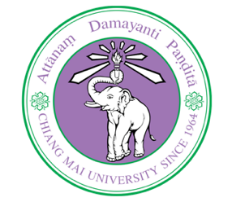 Attānaṃ Damayanti Paṇḍitā
CHIANG MAI UNIVERSITY SINCE 1964